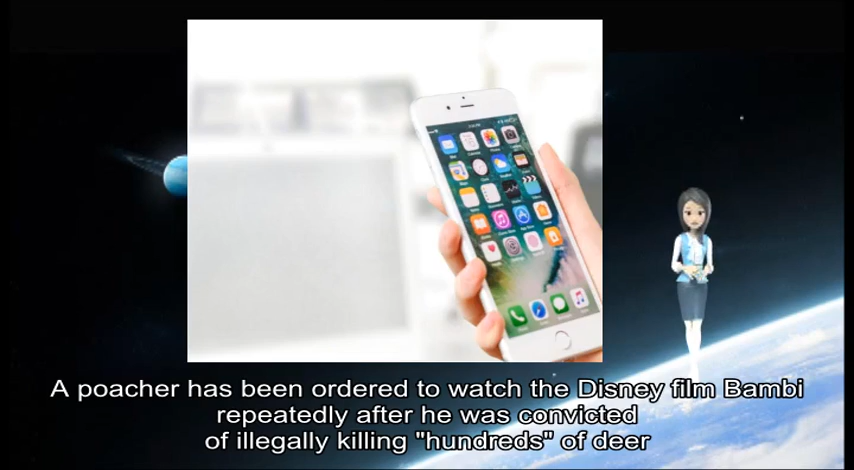 A poacher has been ordered to watch the Disney film Bambi
repeatedly after he was convicted
of illegally killing "hundreds" of deer